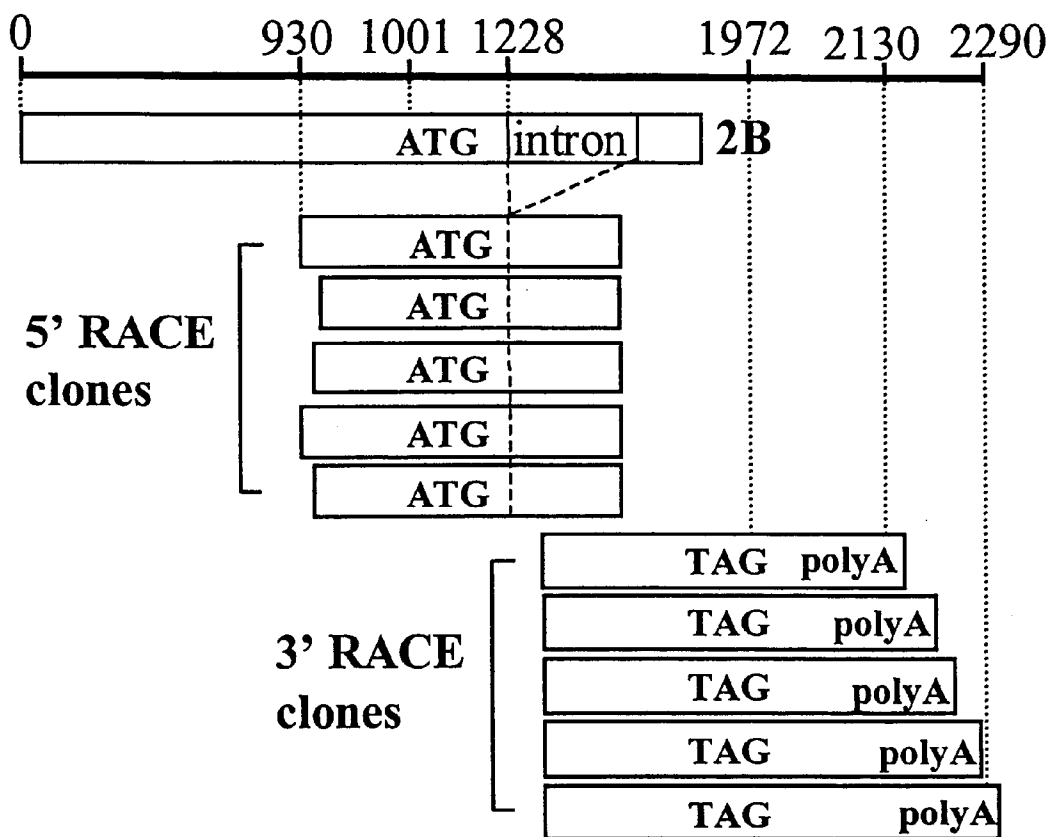 0 930 1001 1228 1972 2130 2290
ATG intron 2B
ATG
ATG
5’ RACE
clones
ATG
ATG
ATG
TAG polyA
TAG polyA
3’ RACE
clones
TAG polyA
TAG polyA
TAG polyA